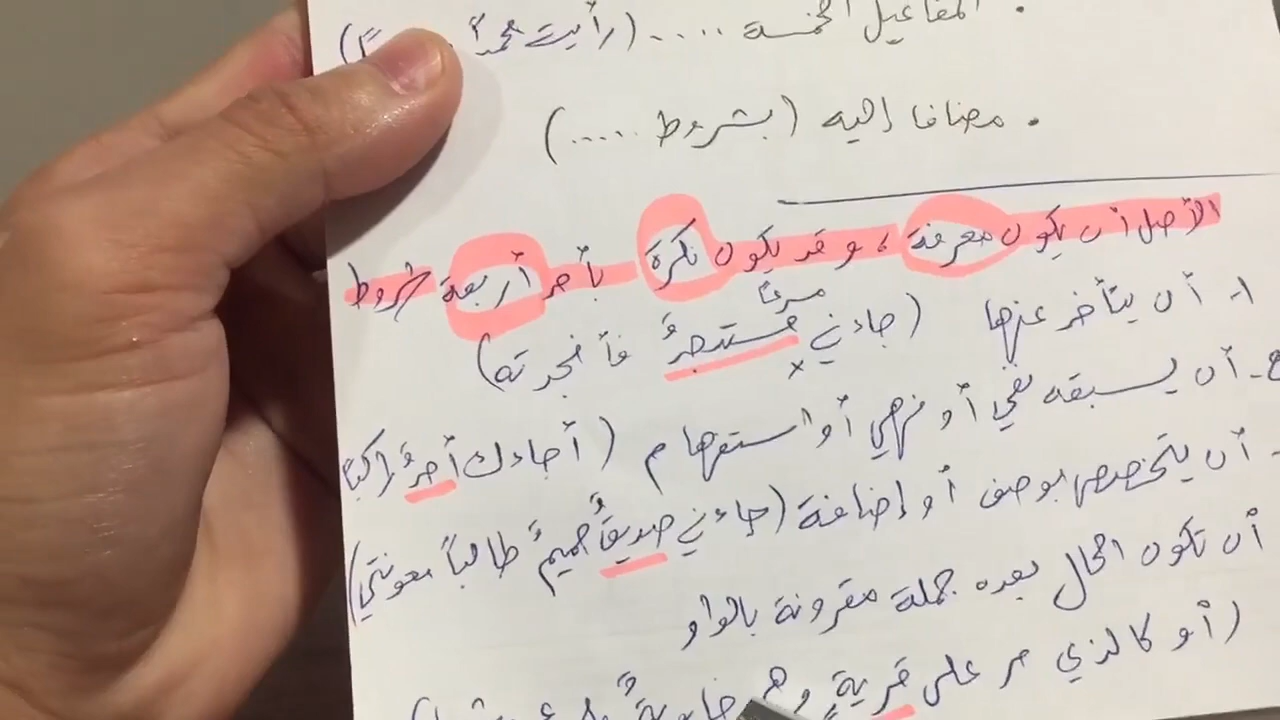 • المفاعيل الخمسة ..... (رأيت محمداً
• مضافا إليه (بشروط .....)
الأصل أن يكون معرفة ، وقد يكون نكرة بأحد أربعة شروط
١- أن يتأخر عنها (جاءني مسرعاً مستنجدٌ فأنجدته)
أن يسبقه نفي أو نهي أو استفهام (أجاءك أحدٌ راكباً
أن يتخصص بوصف أو إضافة (جاءني صديقٌ حميمٌ طالباً معونتي)
أن تكون الحال بعده جملة مقرونة بالواو
(أو كالذي مر على قريةٍ وهي خاويةٌ